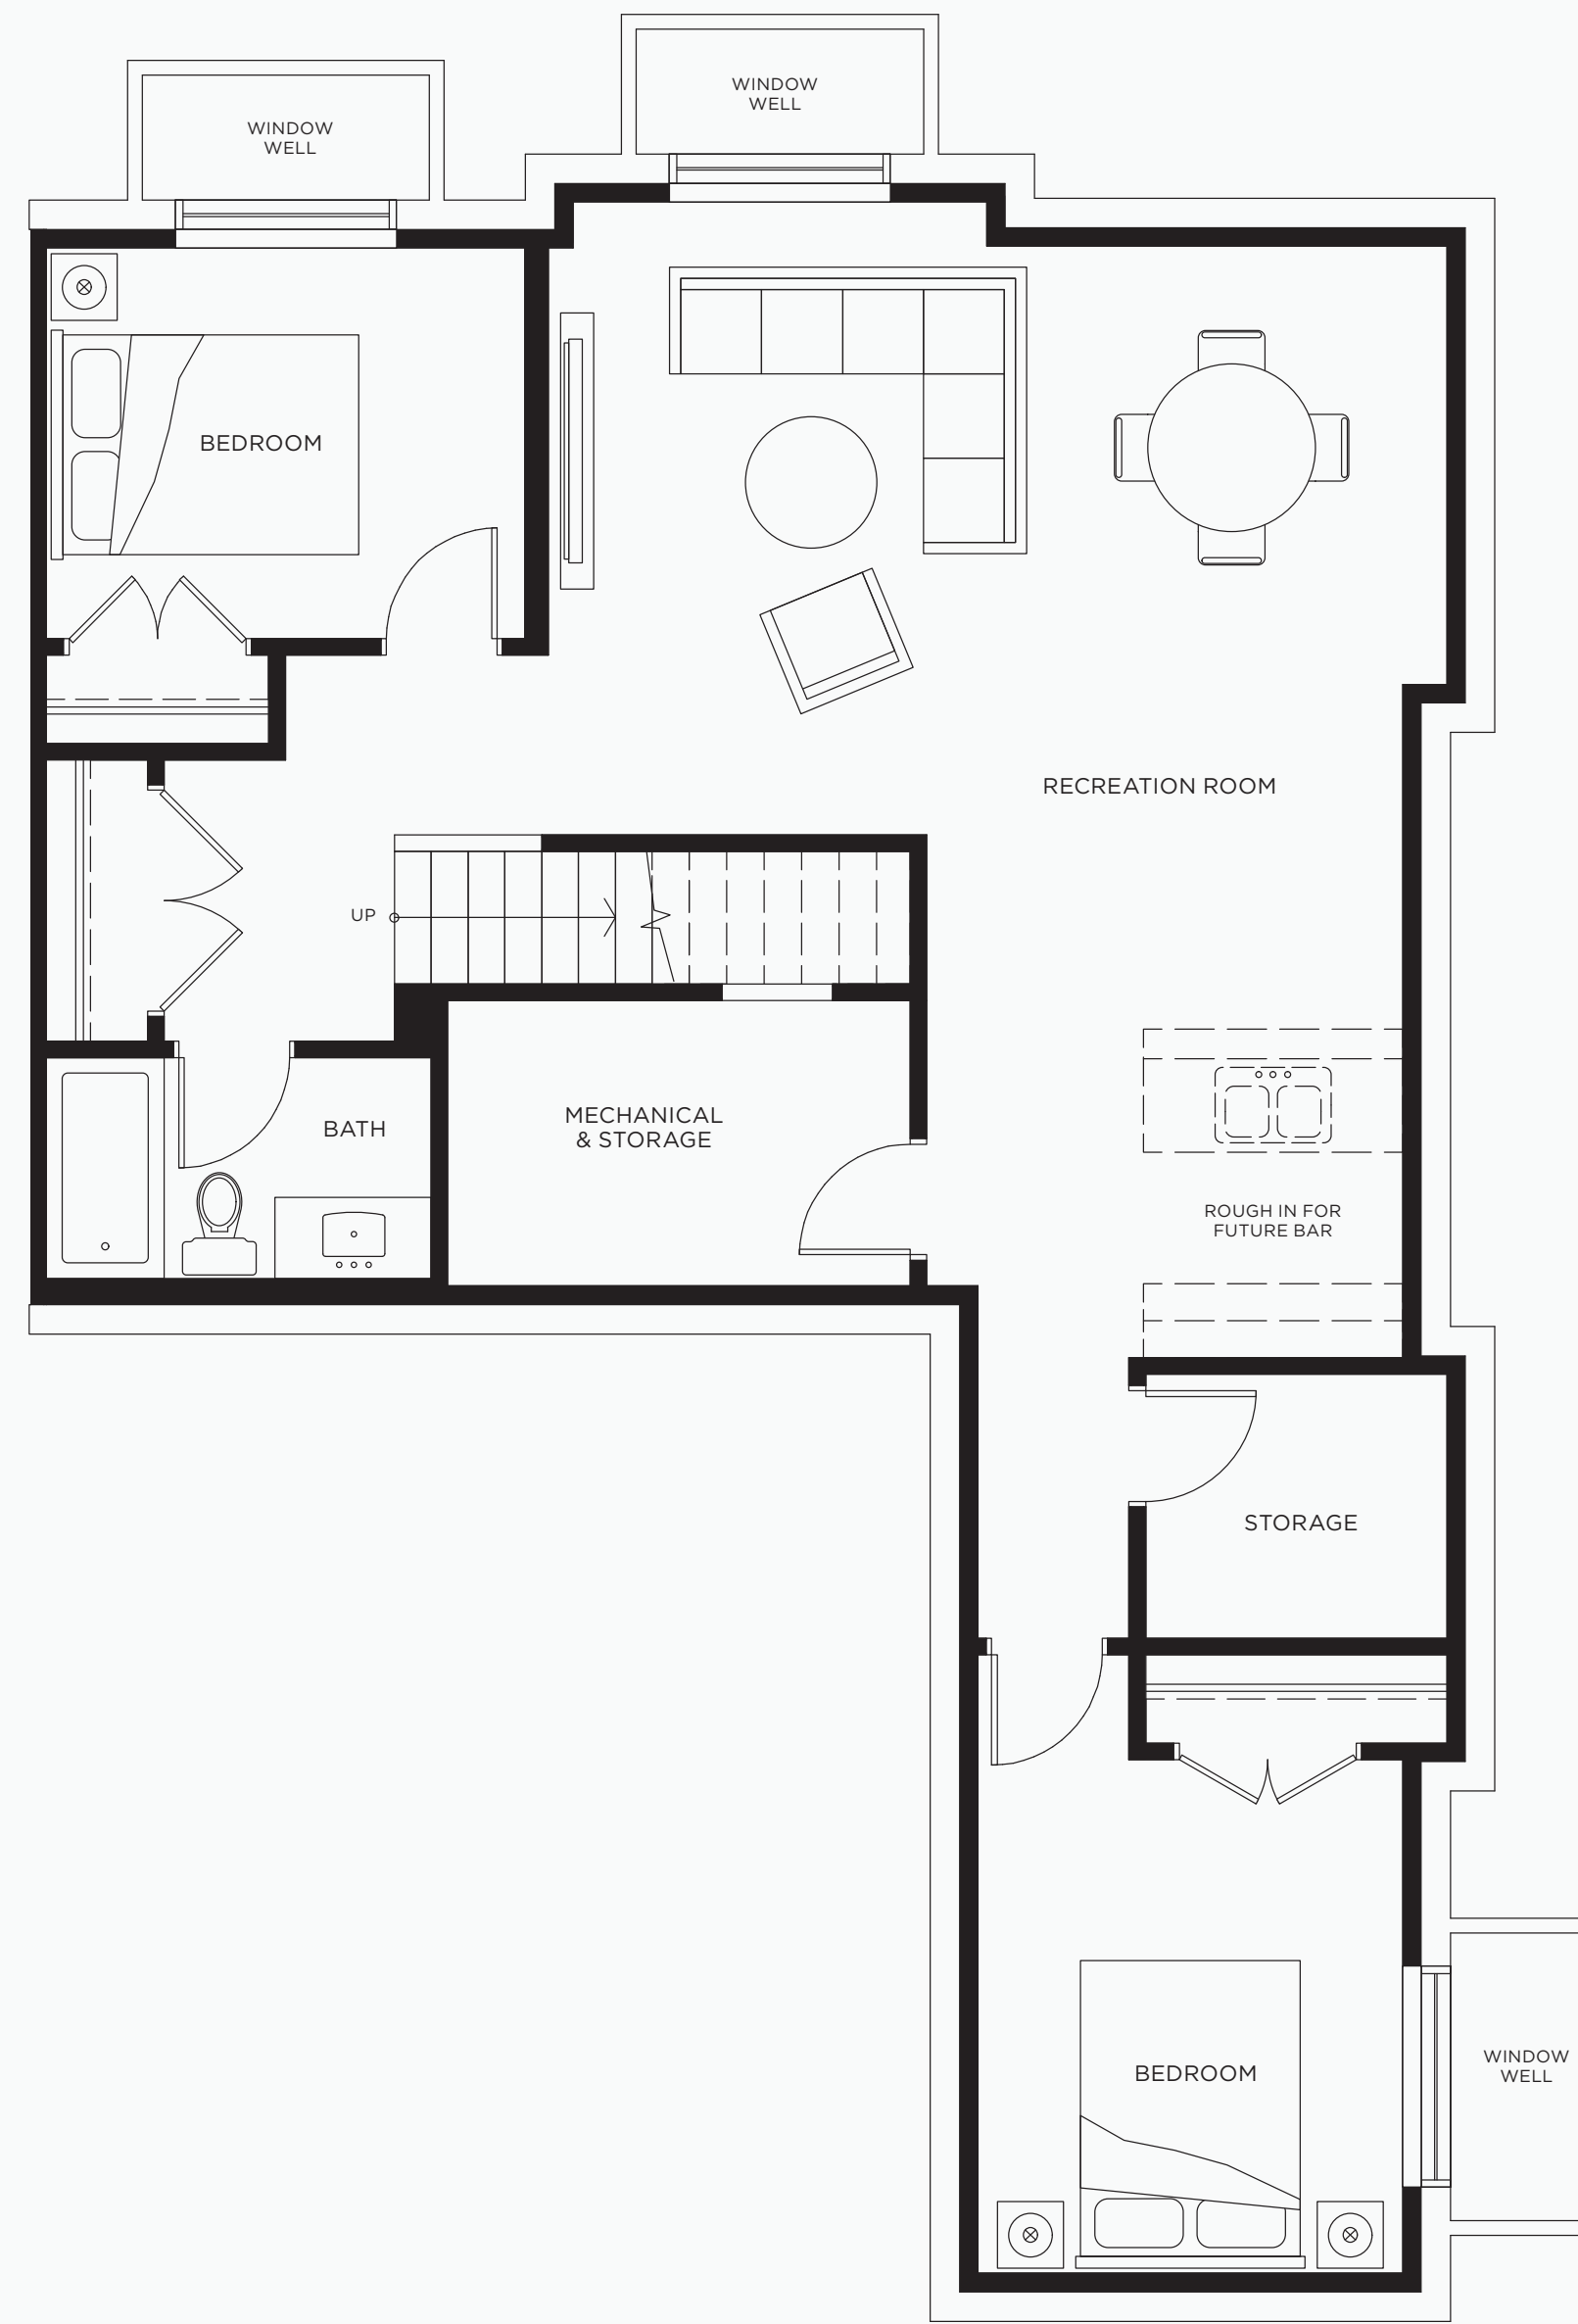 WINDOW
WELL
WINDOW
WELL
BEDROOM
RECREATION ROOM
UP
MECHANICAL
& STORAGE
BATH
ROUGH IN FOR
FUTURE BAR
STORAGE
WINDOW
WELL
BEDROOM